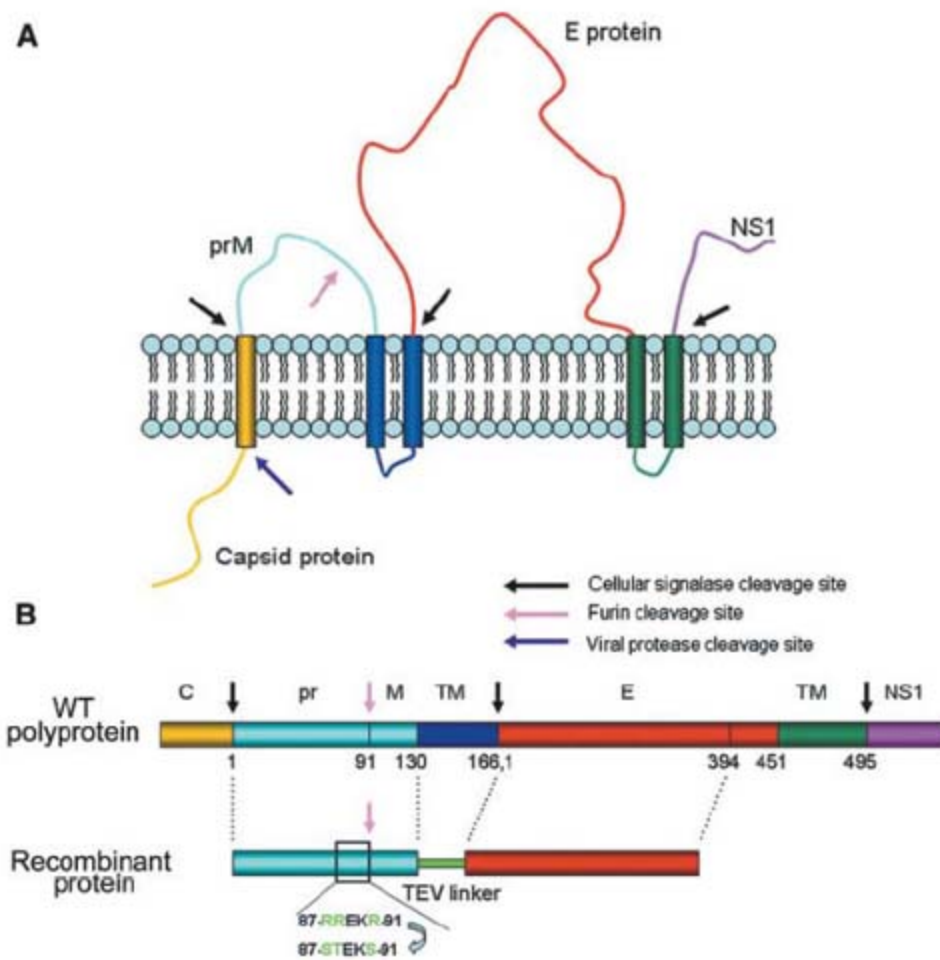 A
E protein
prM
NS1
Capsid protein
Cellular signalase cleavage site
Furin cleavage site
Viral protease cleavage site
B
C pr M TM E TM NS1
WT
polyprotein
1 91 130 166,1 394 451 495
Recombinant
protein
TEV linker
87-RREKR-91
87-STEKS-91